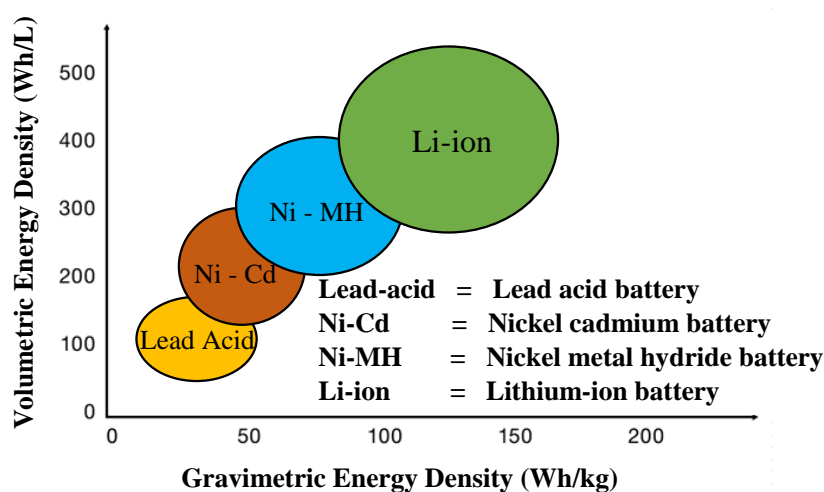 Volumetric Energy Density (Wh/L)
500
400
300
200
100
0
Li-ion
Ni - MH
Ni - Cd
Lead Acid
Lead-acid = Lead acid battery
Ni-Cd = Nickel cadmium battery
Ni-MH = Nickel metal hydride battery
Li-ion = Lithium-ion battery
0 50 100 150 200
Gravimetric Energy Density (Wh/kg)